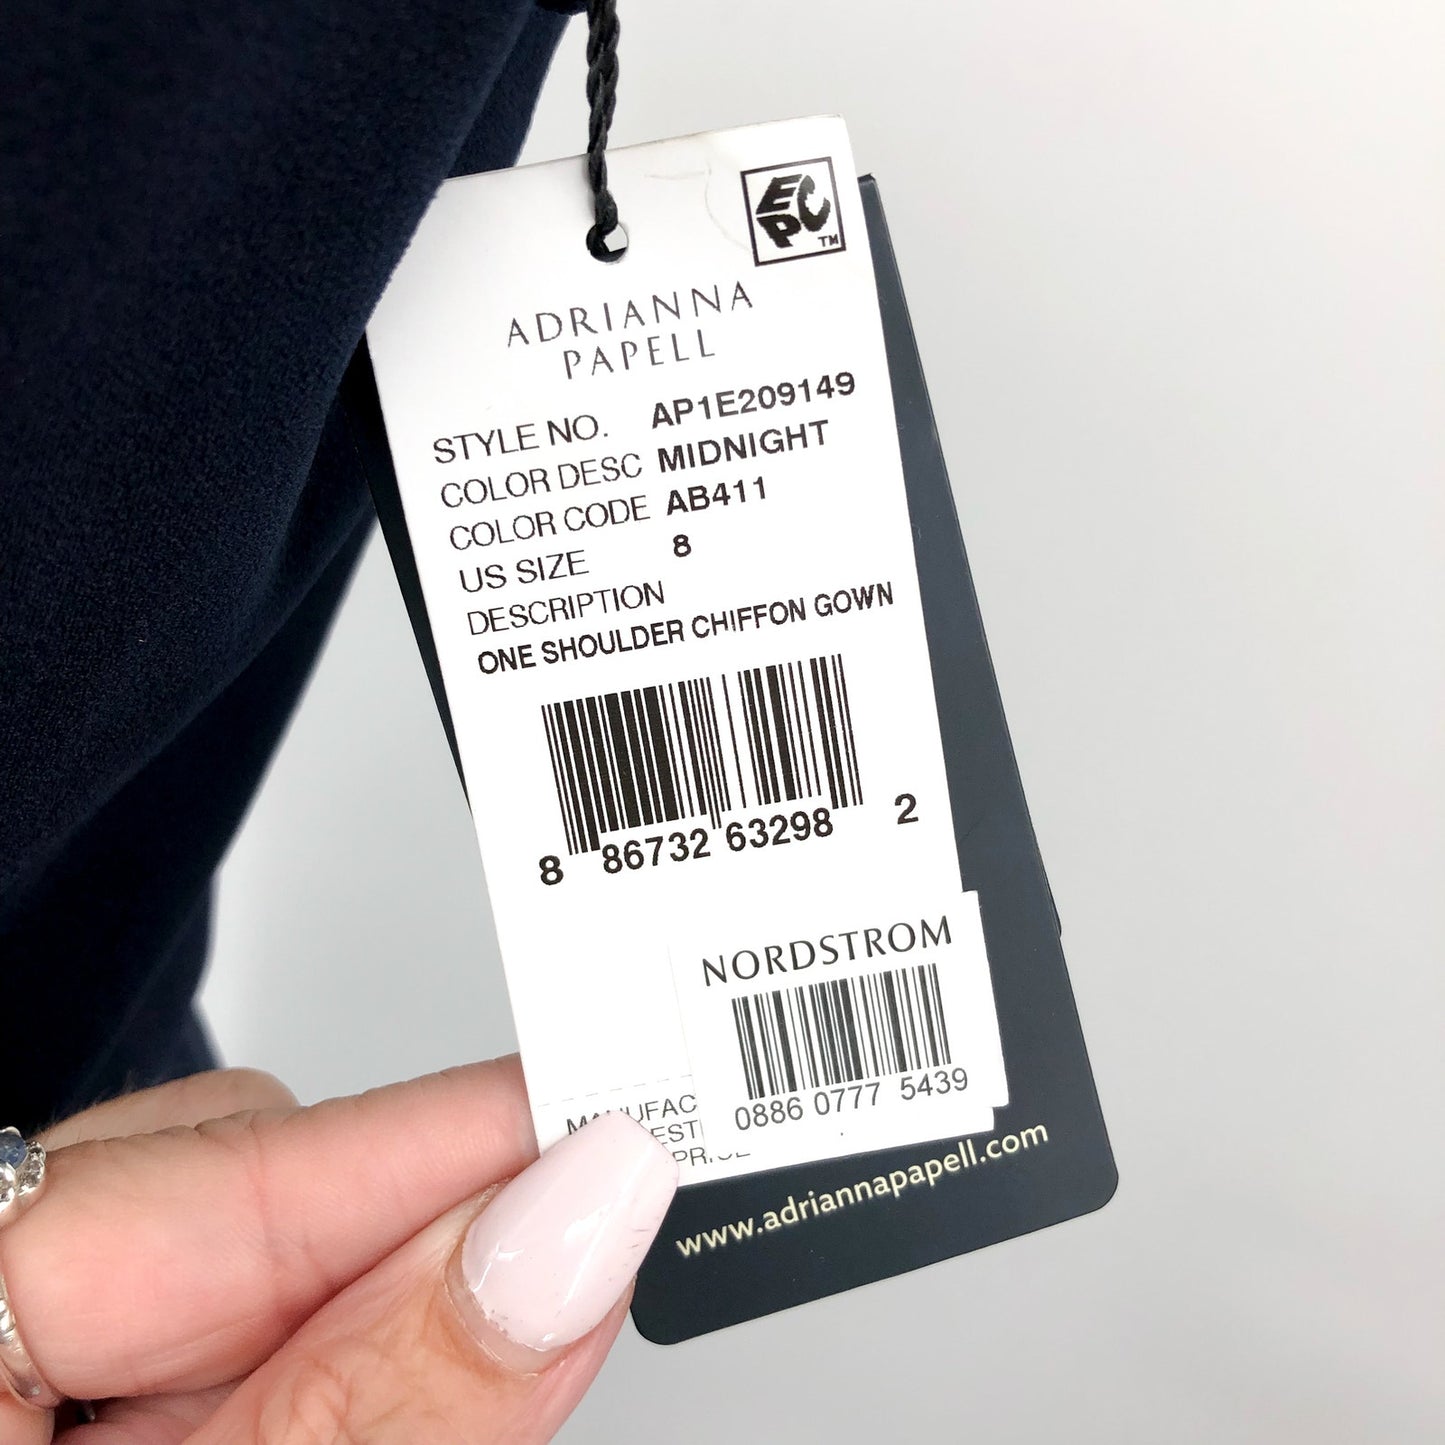 EPC™
ADRIANNA
PAPELL
STYLE NO. AP1E209149
COLOR DESC MIDNIGHT
COLOR CODE AB411
US SIZE 8
DESCRIPTION
ONE SHOULDER CHIFFON GOWN
8 86732 63298 2
NORDSTROM
0886 0777 5439
www.adriannapapell.com